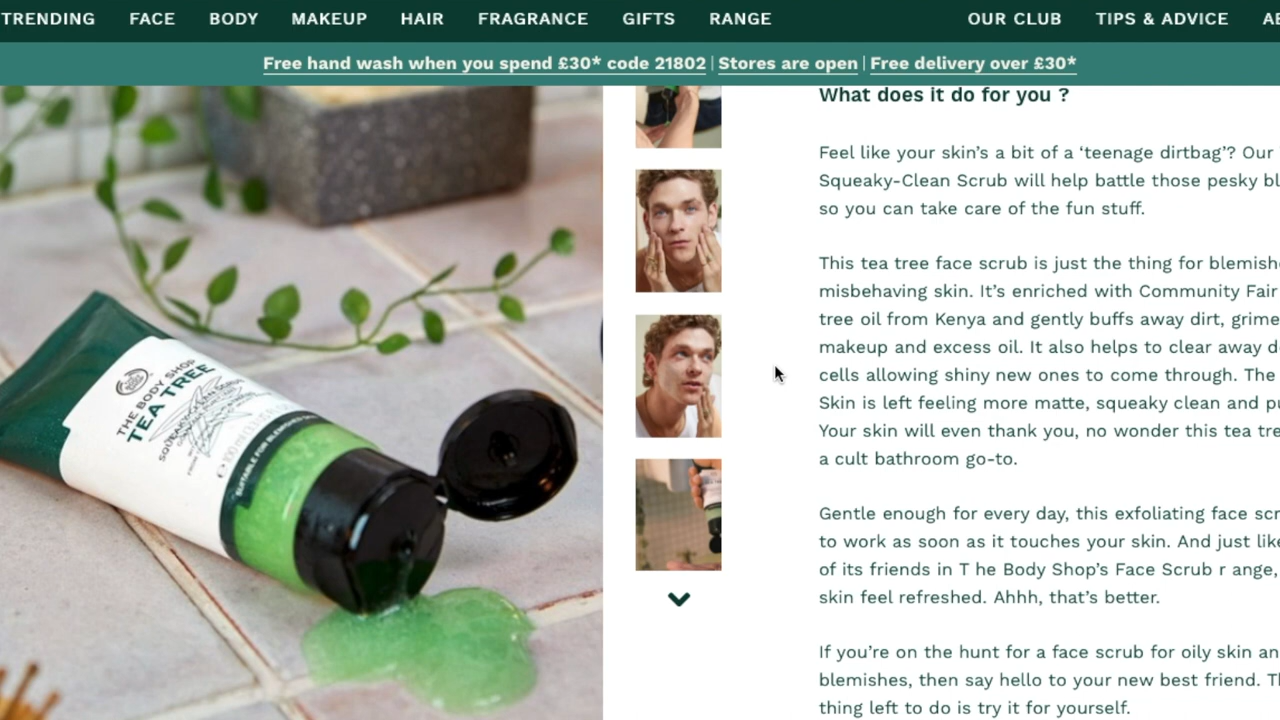 TRENDING FACE BODY MAKEUP HAIR FRAGRANCE GIFTS RANGE OUR CLUB TIPS & ADVICE
Free hand wash when you spend £30* code 21802 | Stores are open | Free delivery over £30*
THE BODY SHOP
TEA TREE
What does it do for you ?
Feel like your skin’s a bit of a ‘teenage dirtbag’? Our
Squeaky-Clean Scrub will help battle those pesky
so you can take care of the fun stuff.
This tea tree face scrub is just the thing for
misbehaving skin. It’s enriched with Community Fair
tree oil from Kenya and gently buffs away dirt, grime
makeup and excess oil. It also helps to clear away
cells allowing shiny new ones to come through. The
Skin is left feeling more matte, squeaky clean and
Your skin will even thank you, no wonder this tea
a cult bathroom go-to.
Gentle enough for every day, this exfoliating face
to work as soon as it touches your skin. And just
of its friends in T he Body Shop’s Face Scrub r ange,
skin feel refreshed. Ahhh, that’s better.
If you’re on the hunt for a face scrub for oily skin
blemishes, then say hello to your new best friend.
thing left to do is try it for yourself.